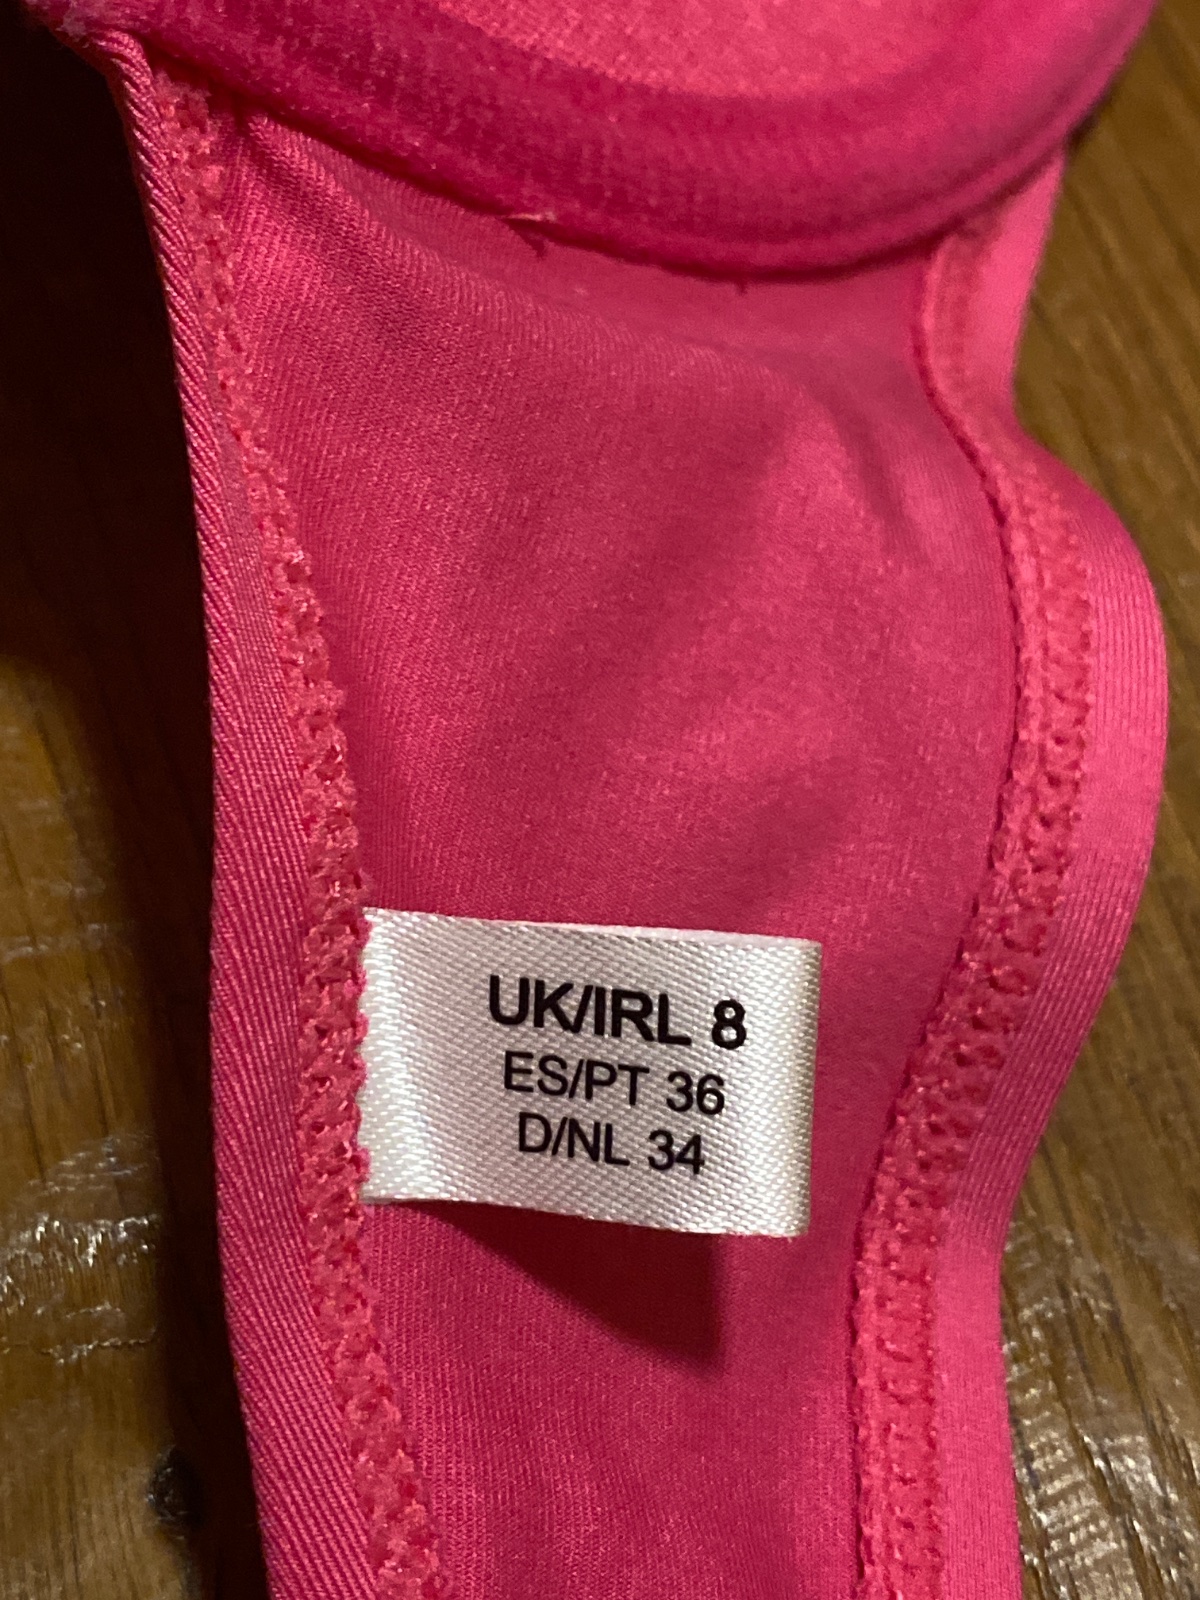 UK/IRL 8
ES/PT 36
D/NL 34